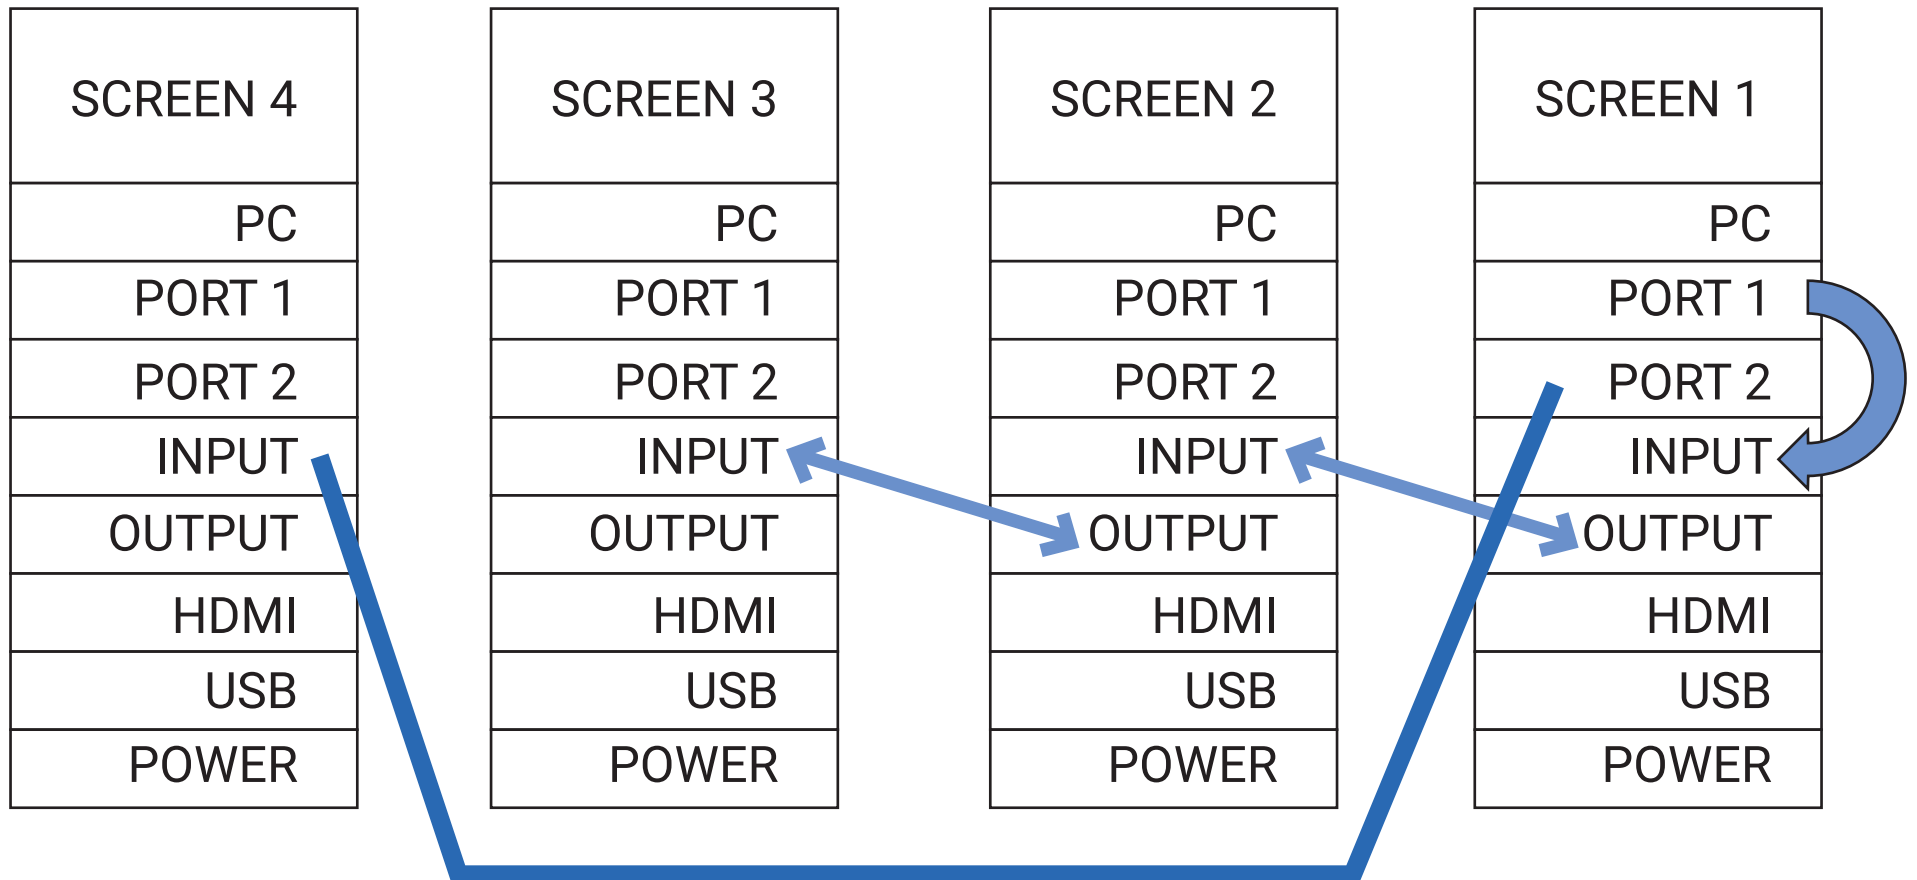 SCREEN 4
PC
PORT 1
PORT 2
INPUT
OUTPUT
HDMI
USB
POWER
SCREEN 3
PC
PORT 1
PORT 2
INPUT
OUTPUT
HDMI
USB
POWER
SCREEN 2
PC
PORT 1
PORT 2
INPUT
OUTPUT
HDMI
USB
POWER
SCREEN 1
PC
PORT 1
PORT 2
INPUT
OUTPUT
HDMI
USB
POWER